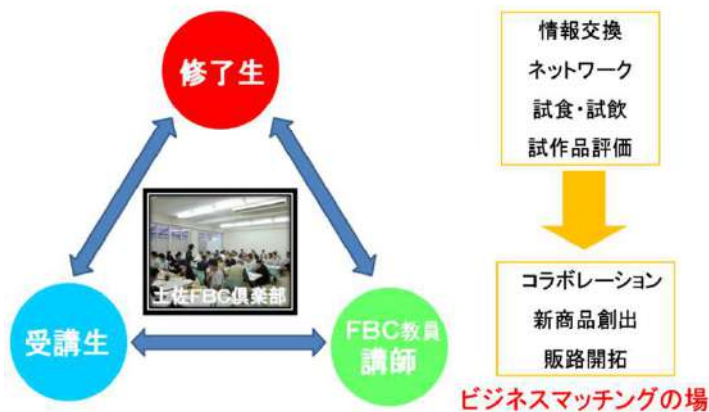 修了生
土佐FBC倶楽部
受講生
FBC教員
講師
情報交換
ネットワーク
試食・試飲
試作品評価
コラボレーション
新商品創出
販路開拓
ビジネスマッチングの場